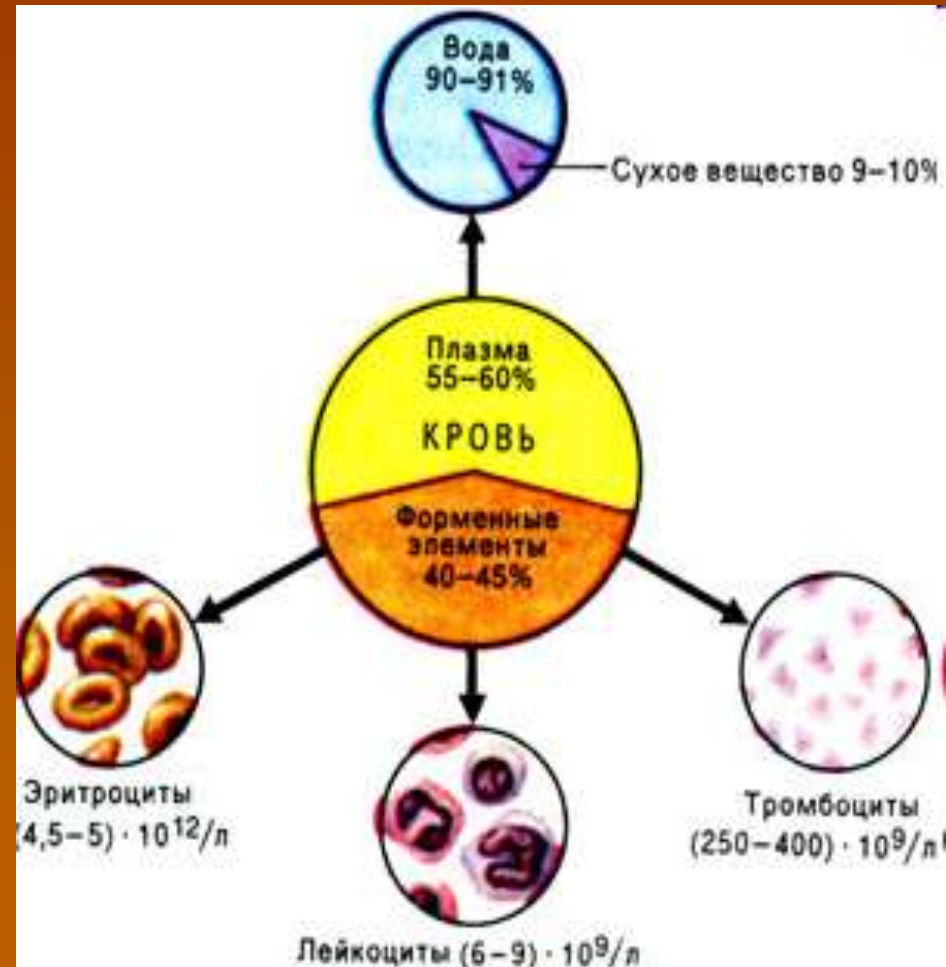 Вода
90–91%
Сухое вещество 9–10%
Плазма
55–60%
КРОВЬ
Форменные
элементы
40–45%
Эритроциты
(4,5–5) · 10¹²/л
Тромбоциты
(250–400) · 10⁹/л
Лейкоциты (6–9) · 10⁹/л